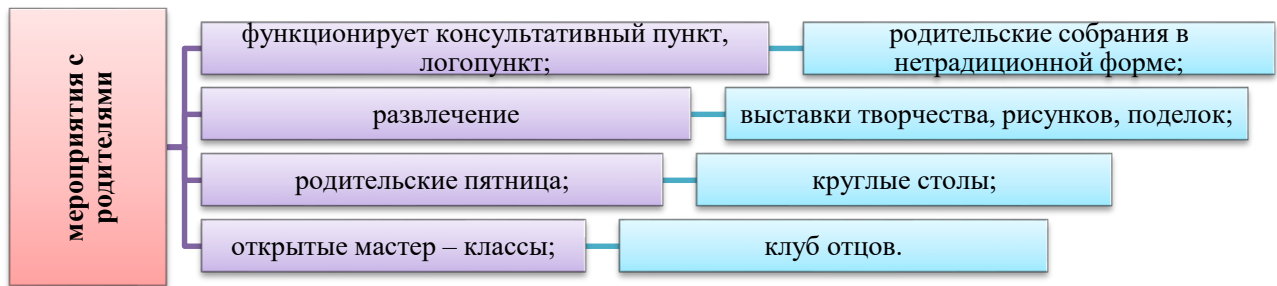 мероприятия с
родителями
функционирует консультативный пункт,
логопункт;
родительские собрания в
нетрадиционной форме;
развлечение
выставки творчества, рисунков, поделок;
родительские пятница;
круглые столы;
открытые мастер – классы;
клуб отцов.